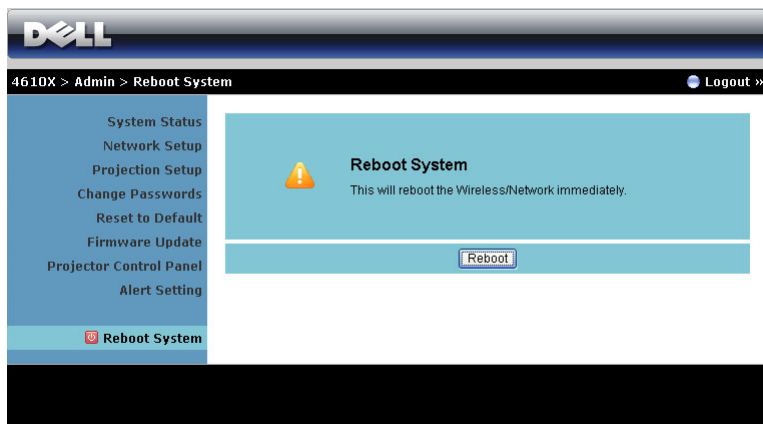 DELL
4610X > Admin > Reboot System
Logout »
System Status
Network Setup
Projection Setup
Change Passwords
Reset to Default
Firmware Update
Projector Control Panel
Alert Setting
Reboot System
Reboot System
This will reboot the Wireless/Network immediately.
Reboot